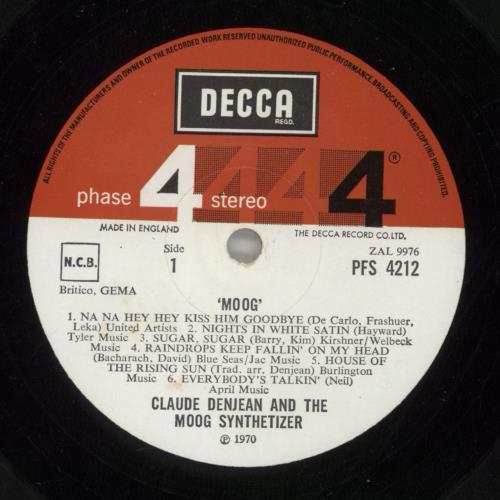 ALL RIGHTS OF THE MANUFACTURERS AND OWNER OF THE RECORDED WORK RESERVED UNAUTHORIZED PUBLIC PERFORMANCE, BROADCASTING AND COPYING PROHIBITED.
DECCA
REGD.
phase 4 stereo 4 4 4 ®
MADE IN ENGLAND
THE DECCA RECORD CO. LTD.
Side
1
ZAL 9976
PFS 4212
N.C.B.
Britico, GEMA
'MOOG'
1. NA NA HEY HEY KISS HIM GOODBYE (De Carlo, Frashuer,
Leka) United Artists 2. NIGHTS IN WHITE SATIN (Hayward)
Tyler Music 3. SUGAR, SUGAR (Barry, Kim) Kirshner/Welbeck
Music 4. RAINDROPS KEEP FALLIN' ON MY HEAD
(Bacharach, David) Blue Seas/Jac Music 5. HOUSE OF
THE RISING SUN (Trad. arr. Denjean) Burlington
Music 6. EVERYBODY'S TALKIN' (Neil)
April Music
CLAUDE DENJEAN AND THE
MOOG SYNTHETIZER
℗ 1970